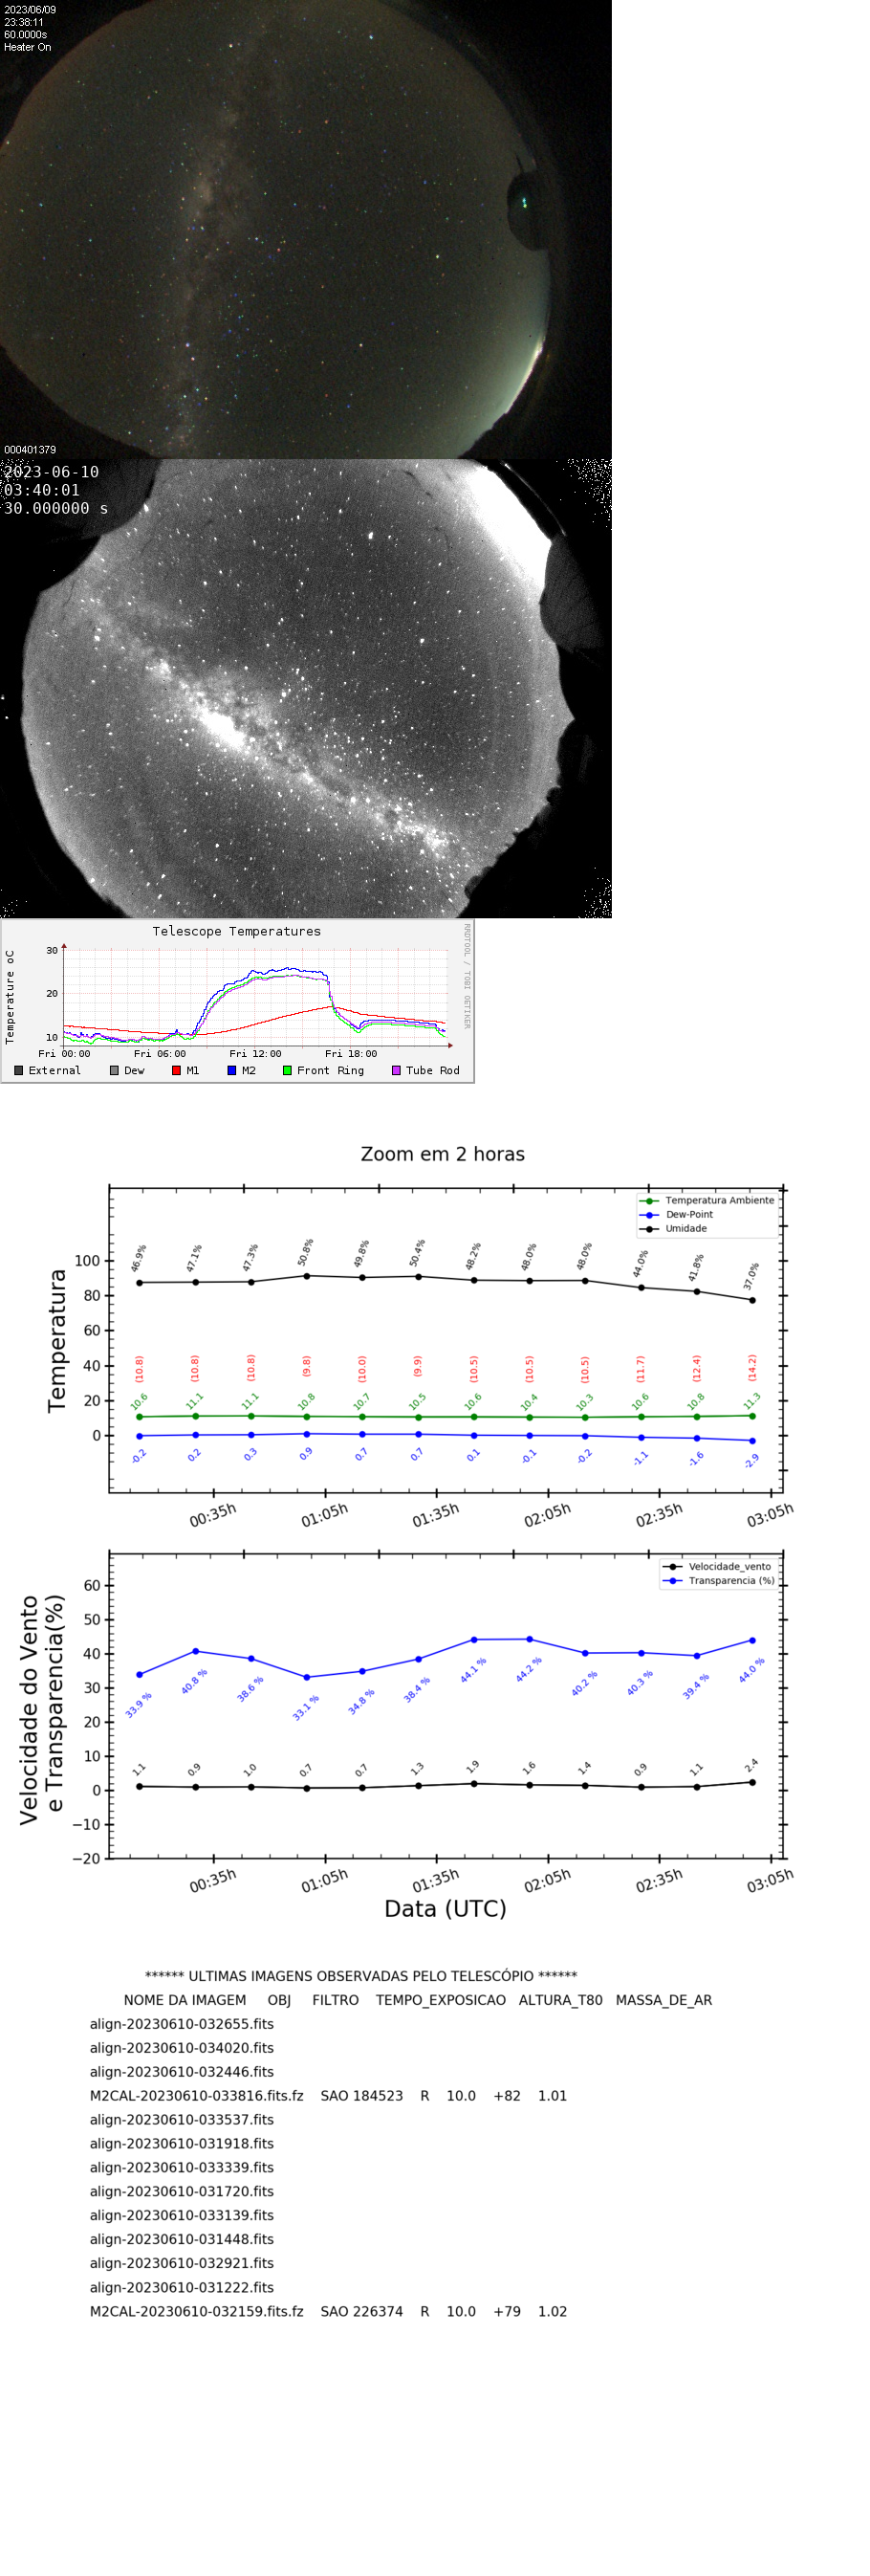 2023/06/09
23:38:11
60.0000s
Heater On
000401379
2023-06-10
03:40:01
30.000000 s
Telescope Temperatures
RRDTOOL / TOBI OETIKER
Temperature oC
30
20
10
Fri 00:00 Fri 06:00 Fri 12:00 Fri 18:00
External Dew M1 M2 Front Ring Tube Rod
Zoom em 2 horas
Temperatura Ambiente
Dew-Point
Umidade
Temperatura
100
80
60
40
20
0
46.9% 47.1% 47.3% 50.8% 49.8% 50.4% 48.2% 48.0% 48.0% 44.0% 41.8% 37.0%
(10.8) (10.8) (10.8) (9.8) (10.0) (9.9) (10.5) (10.5) (10.5) (11.7) (12.4) (14.2)
10.6 11.1 11.1 10.8 10.7 10.5 10.6 10.4 10.3 10.6 10.8 11.3
-0.2 0.2 0.3 0.9 0.7 0.7 0.1 -0.1 -0.2 -1.1 -1.6 -2.9
00:35h 01:05h 01:35h 02:05h 02:35h 03:05h
Velocidade_vento
Transparencia (%)
Velocidade do Vento
e Transparencia(%)
60
50
40
30
20
10
0
−10
−20
33.9 % 40.8 % 38.6 % 33.1 % 34.8 % 38.4 % 44.1 % 44.2 % 40.2 % 40.3 % 39.4 % 44.0 %
1.1 0.9 1.0 0.7 0.7 1.3 1.9 1.6 1.4 0.9 1.1 2.4
00:35h 01:05h 01:35h 02:05h 02:35h 03:05h
Data (UTC)
****** ULTIMAS IMAGENS OBSERVADAS PELO TELESCÓPIO ******
NOME DA IMAGEM OBJ FILTRO TEMPO_EXPOSICAO ALTURA_T80 MASSA_DE_AR
align-20230610-032655.fits
align-20230610-034020.fits
align-20230610-032446.fits
M2CAL-20230610-033816.fits.fz SAO 184523 R 10.0 +82 1.01
align-20230610-033537.fits
align-20230610-031918.fits
align-20230610-033339.fits
align-20230610-031720.fits
align-20230610-033139.fits
align-20230610-031448.fits
align-20230610-032921.fits
align-20230610-031222.fits
M2CAL-20230610-032159.fits.fz SAO 226374 R 10.0 +79 1.02